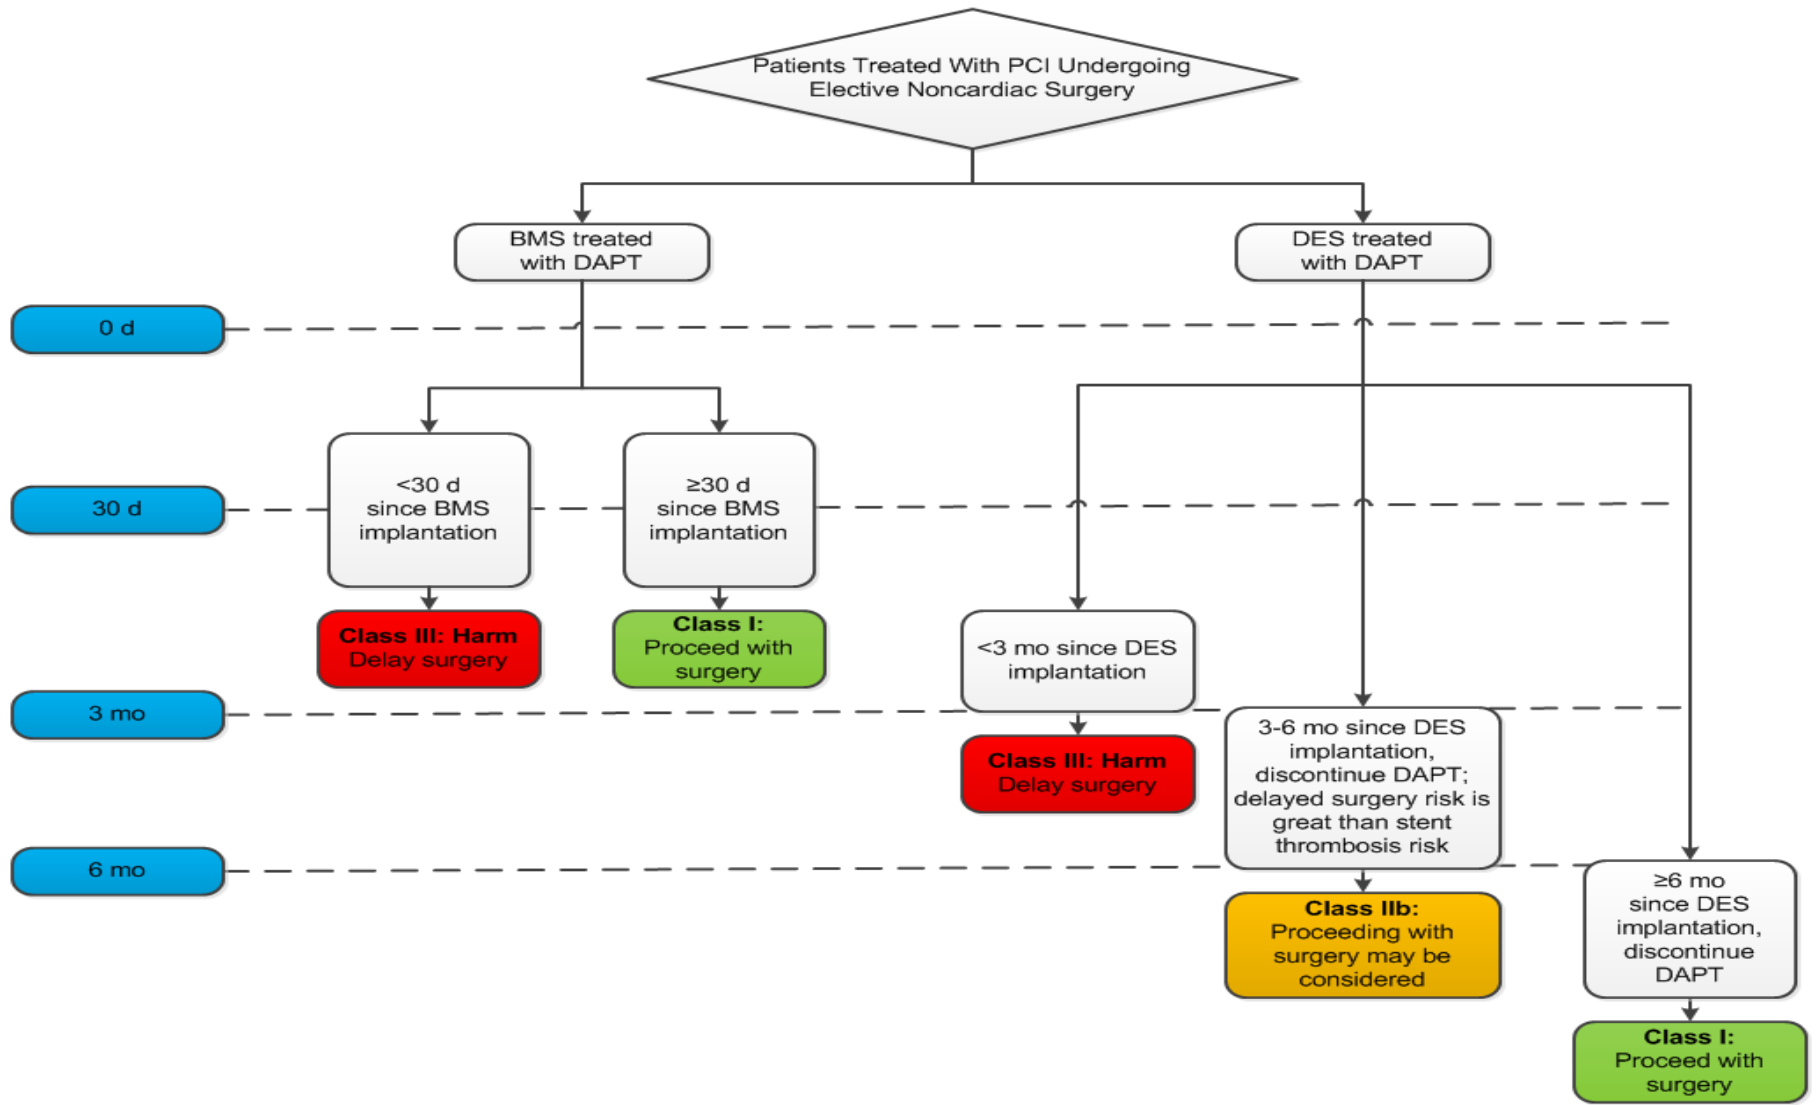 Patients Treated With PCI Undergoing
Elective Noncardiac Surgery
BMS treated
with DAPT
DES treated
with DAPT
0 d
30 d
<30 d
since BMS
implantation
≥30 d
since BMS
implantation
Class III: Harm
Delay surgery
Class I:
Proceed with
surgery
<3 mo since DES
implantation
3 mo
Class III: Harm
Delay surgery
3-6 mo since DES
implantation,
discontinue DAPT;
delayed surgery risk is
great than stent
thrombosis risk
6 mo
Class IIb:
Proceeding with
surgery may be
considered
≥6 mo
since DES
implantation,
discontinue
DAPT
Class I:
Proceed with
surgery